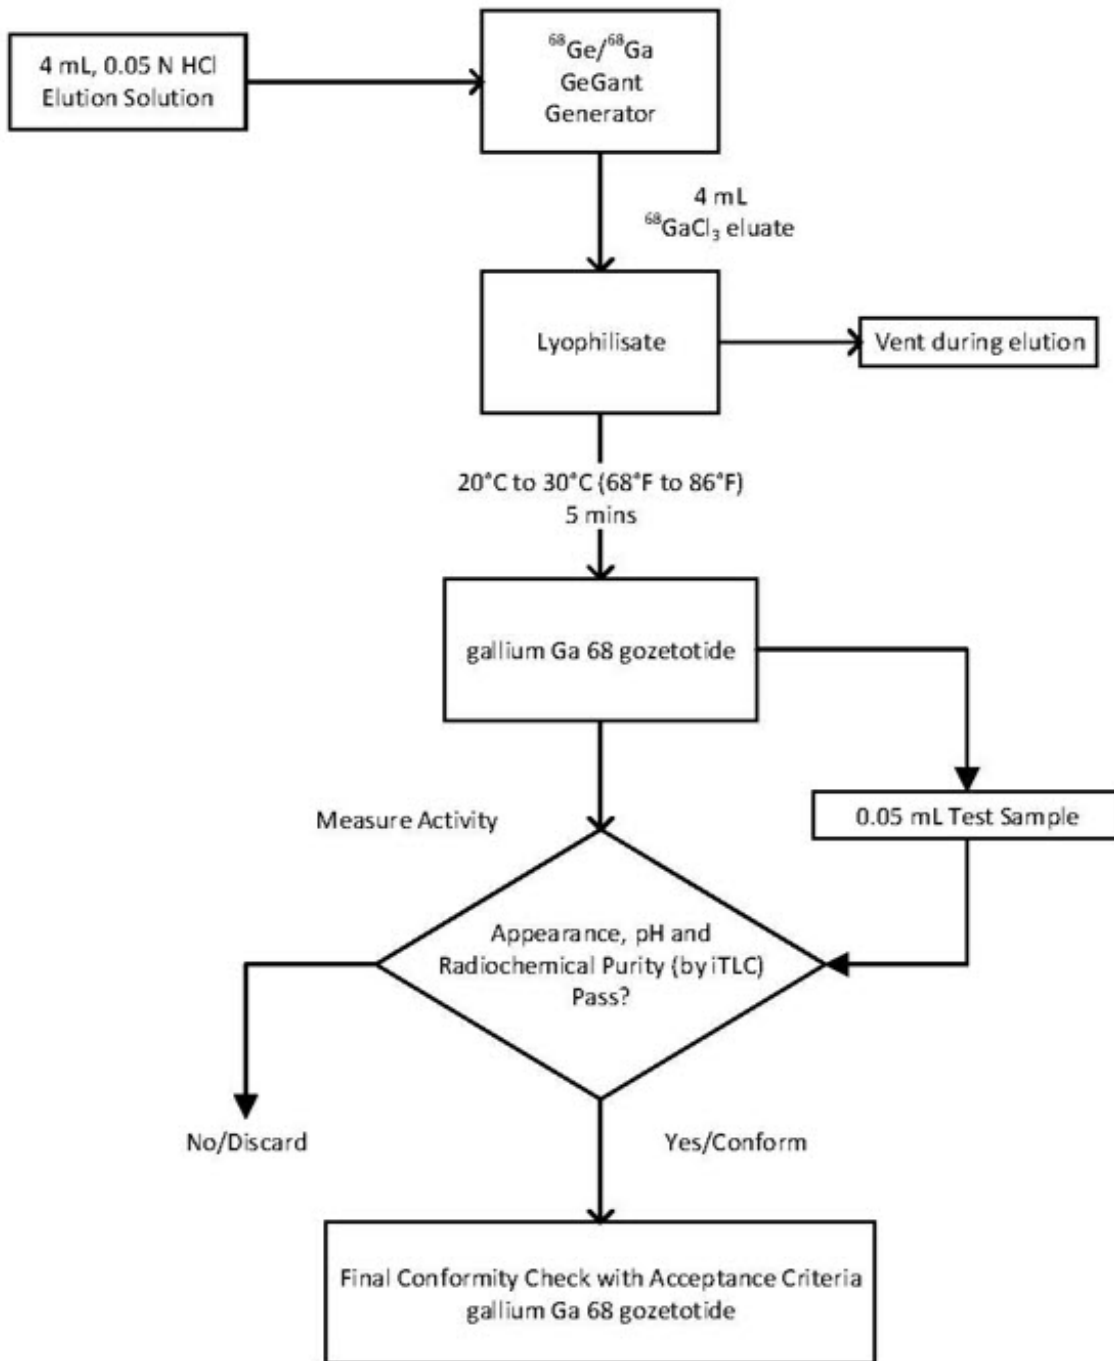 4 mL, 0.05 N HCl
Elution Solution
⁶⁸Ge/⁶⁸Ga
GeGant
Generator
4 mL
⁶⁸GaCl₃ eluate
Lyophilisate
Vent during elution
20°C to 30°C (68°F to 86°F)
5 mins
gallium Ga 68 gozetotide
0.05 mL Test Sample
Measure Activity
Appearance, pH and
Radiochemical Purity (by iTLC)
Pass?
No/Discard
Yes/Conform
Final Conformity Check with Acceptance Criteria
gallium Ga 68 gozetotide